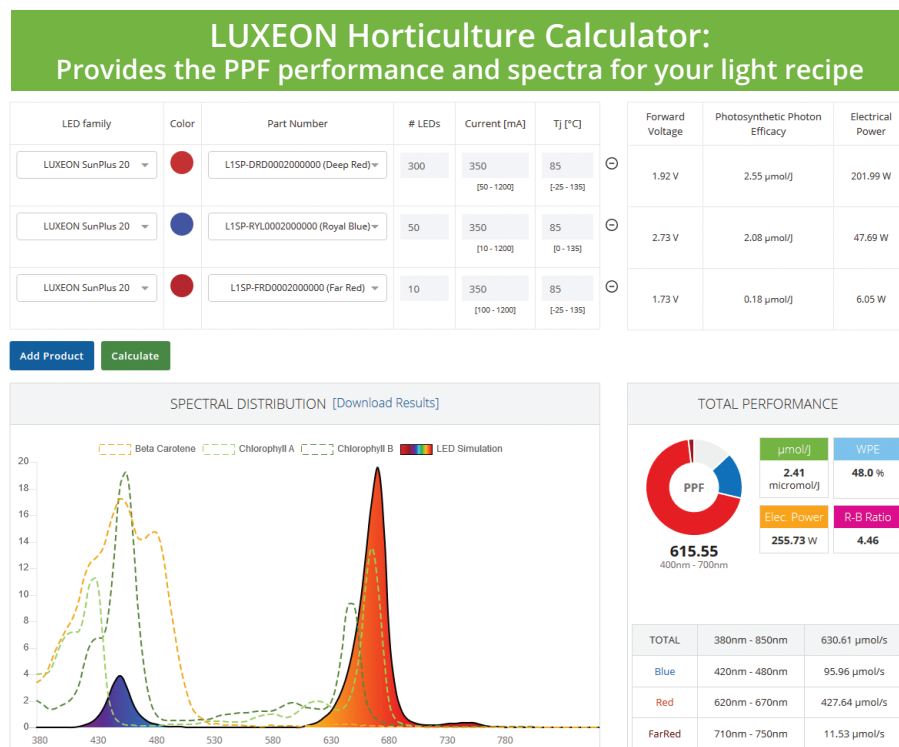 LUXEON Horticulture Calculator:
Provides the PPF performance and spectra for your light recipe
LED family Color Part Number # LEDs Current [mA] Tj [°C]
Forward Voltage Photosynthetic Photon Efficacy Electrical Power
LUXEON SunPlus 20 L1SP-DRD0002000000 (Deep Red) 300 350 85
[50 - 1200] [-25 - 135]
1.92 V 2.55 µmol/J 201.99 W
LUXEON SunPlus 20 L1SP-RYL0002000000 (Royal Blue) 50 350 85
[10 - 1200] [0 - 135]
2.73 V 2.08 µmol/J 47.69 W
LUXEON SunPlus 20 L1SP-FRD0002000000 (Far Red) 10 350 85
[100 - 1200] [-25 - 135]
1.73 V 0.18 µmol/J 6.05 W
Add Product Calculate
SPECTRAL DISTRIBUTION [Download Results]
Beta Carotene Chlorophyll A Chlorophyll B LED Simulation
20
18
16
14
12
10
8
6
4
2
0
380 430 480 530 580 630 680 730 780
TOTAL PERFORMANCE
PPF
615.55
400nm - 700nm
µmol/J WPE
2.41 micromol/J 48.0 %
Elec. Power R-B Ratio
255.73 W 4.46
TOTAL 380nm - 850nm 630.61 µmol/s
Blue 420nm - 480nm 95.96 µmol/s
Red 620nm - 670nm 427.64 µmol/s
FarRed 710nm - 750nm 11.53 µmol/s